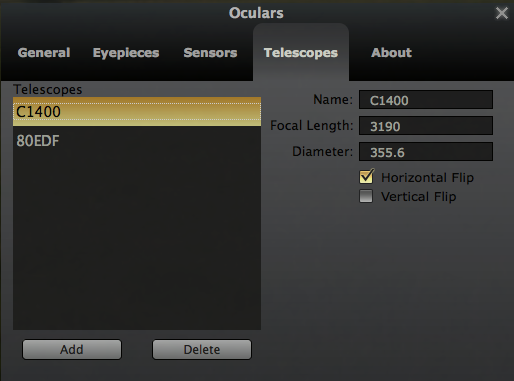 Oculars
General Eyepieces Sensors Telescopes About
Telescopes
C1400
80EDF
Name: C1400
Focal Length: 3190
Diameter: 355.6
Horizontal Flip
Vertical Flip
Add Delete